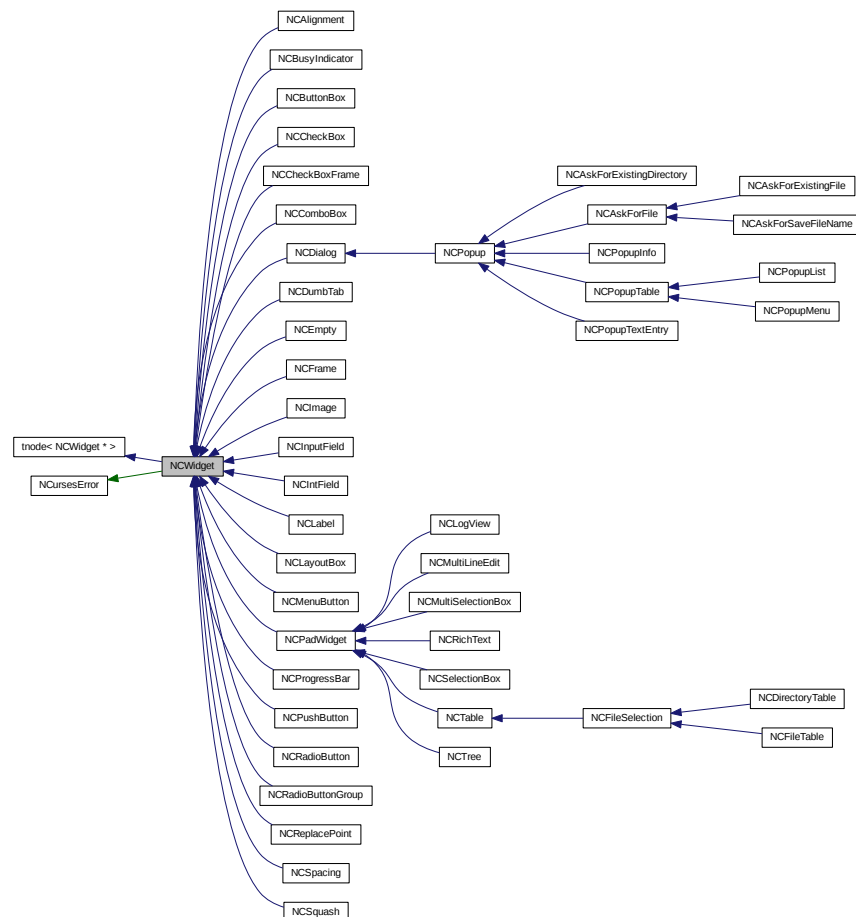 NCAlignment
NCBusyIndicator
NCButtonBox
NCCheckBox
NCCheckBoxFrame
NCComboBox
NCDialog
NCDumbTab
NCEmpty
NCFrame
NCImage
NCInputField
NCIntField
NCLabel
NCLayoutBox
NCMenuButton
NCPadWidget
NCProgressBar
NCPushButton
NCRadioButton
NCRadioButtonGroup
NCReplacePoint
NCSpacing
NCSquash
tnode< NCWidget * >
NCursesError
NCWidget
NCPopup
NCAskForExistingDirectory
NCAskForFile
NCPopupInfo
NCPopupTable
NCPopupTextEntry
NCAskForExistingFile
NCAskForSaveFileName
NCPopupList
NCPopupMenu
NCLogView
NCMultiLineEdit
NCMultiSelectionBox
NCRichText
NCSelectionBox
NCTable
NCTree
NCFileSelection
NCDirectoryTable
NCFileTable